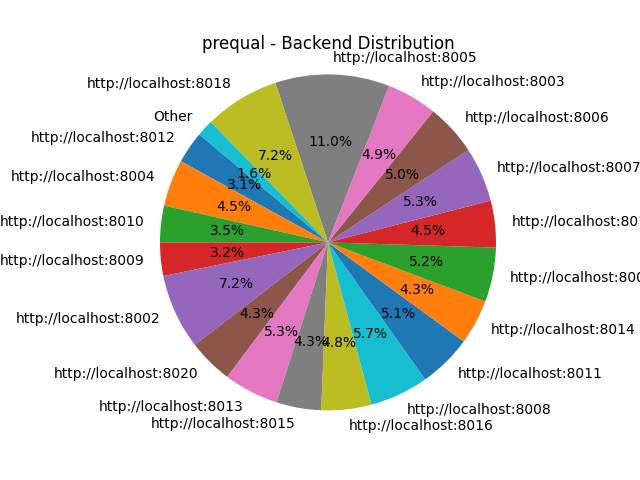 prequal - Backend Distribution
http://localhost:8005
11.0%
http://localhost:8003
4.9%
http://localhost:8006
5.0%
http://localhost:8007
5.3%
4.5%
5.2%
http://localhost:8014
4.3%
http://localhost:8011
5.1%
http://localhost:8008
5.7%
http://localhost:8016
4.8%
http://localhost:8015
4.3%
http://localhost:8013
5.3%
http://localhost:8020
4.3%
http://localhost:8002
7.2%
http://localhost:8009
3.2%
http://localhost:8010
3.5%
http://localhost:8004
4.5%
http://localhost:8012
3.1%
Other
1.6%
http://localhost:8018
7.2%